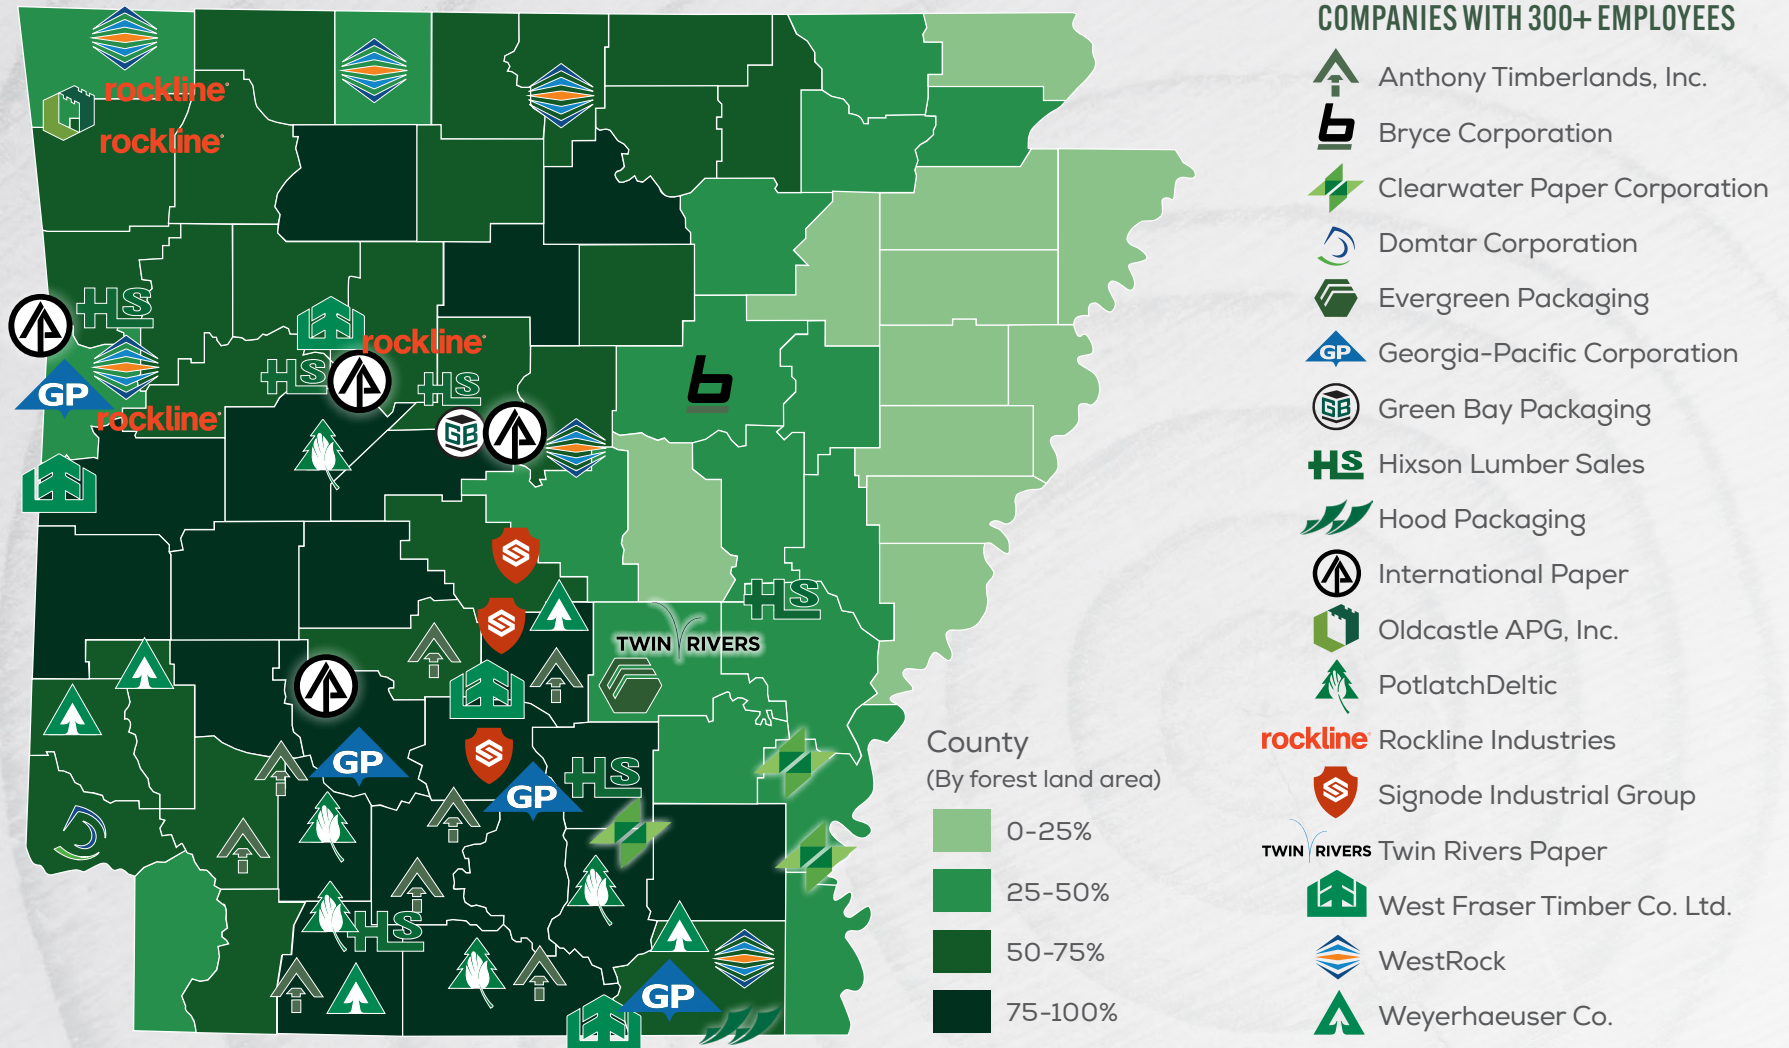 COMPANIES WITH 300+ EMPLOYEES
Anthony Timberlands, Inc.
b Bryce Corporation
Clearwater Paper Corporation
Domtar Corporation
Evergreen Packaging
GP Georgia-Pacific Corporation
GB Green Bay Packaging
HS Hixson Lumber Sales
Hood Packaging
International Paper
Oldcastle APG, Inc.
PotlatchDeltic
rockline Rockline Industries
S Signode Industrial Group
TWIN RIVERS Twin Rivers Paper
West Fraser Timber Co. Ltd.
WestRock
Weyerhaeuser Co.
rockline
rockline
HS
rockline
HS
HS
b
GP
rockline
GB
S
HS
S
TWIN RIVERS
S
GP
HS
GP
HS
GP
County
(By forest land area)
0-25%
25-50%
50-75%
75-100%